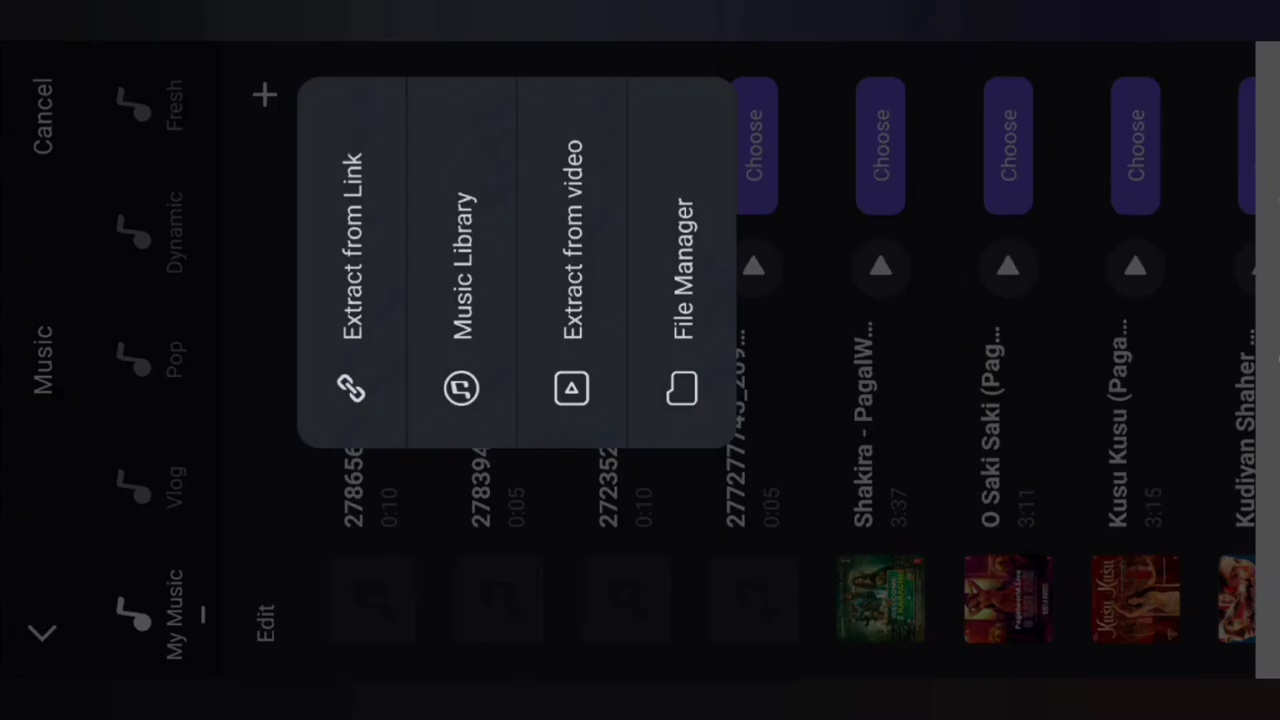 Music
Cancel
My Music
Vlog
Pop
Dynamic
Fresh
Edit
Extract from Link
Music Library
Extract from video
File Manager
278656
0:10
278394
0:05
272352
0:10
0:05
Choose
Shakira - PagalW...
3:37
Choose
O Saki Saki (Pag...
3:11
Choose
Kusu Kusu (Paga...
3:15
Choose
Kudiyan Shaher ...